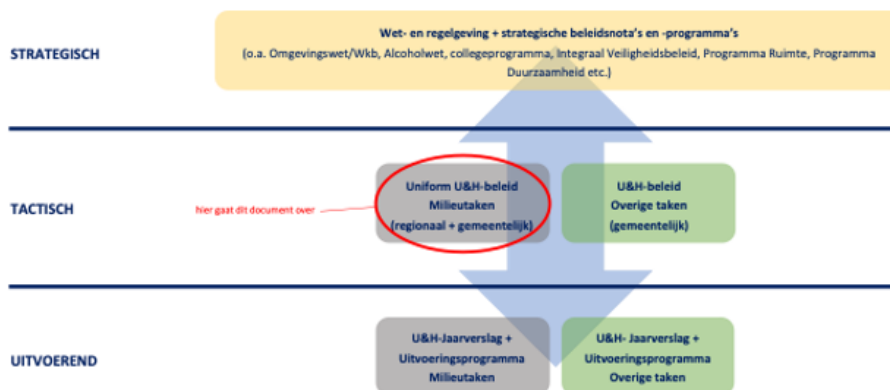 Wet- en regelgeving + strategische beleidsnota's en -programma's
STRATEGISCH
(o.a. Omgevingswet/Wkb, Alcoholwet, collegeprogramma, Integraal Veiligheidsbeleid, Programma Ruimte, Programma
Duurzaamheid etc.)
Uniform U&H-beleid
Milieutaken
(regionaal + gemeentelijk)
U&H-beleid
Overige taken
(gemeentelijk)
TACTISCH
hier gaat dit document over
U&H-Jaarverslag +
Uitvoeringsprogramma
Milieutaken
U&H- Jaarverslag +
Uitvoeringsprogramma
Overige taken
UITVOEREND